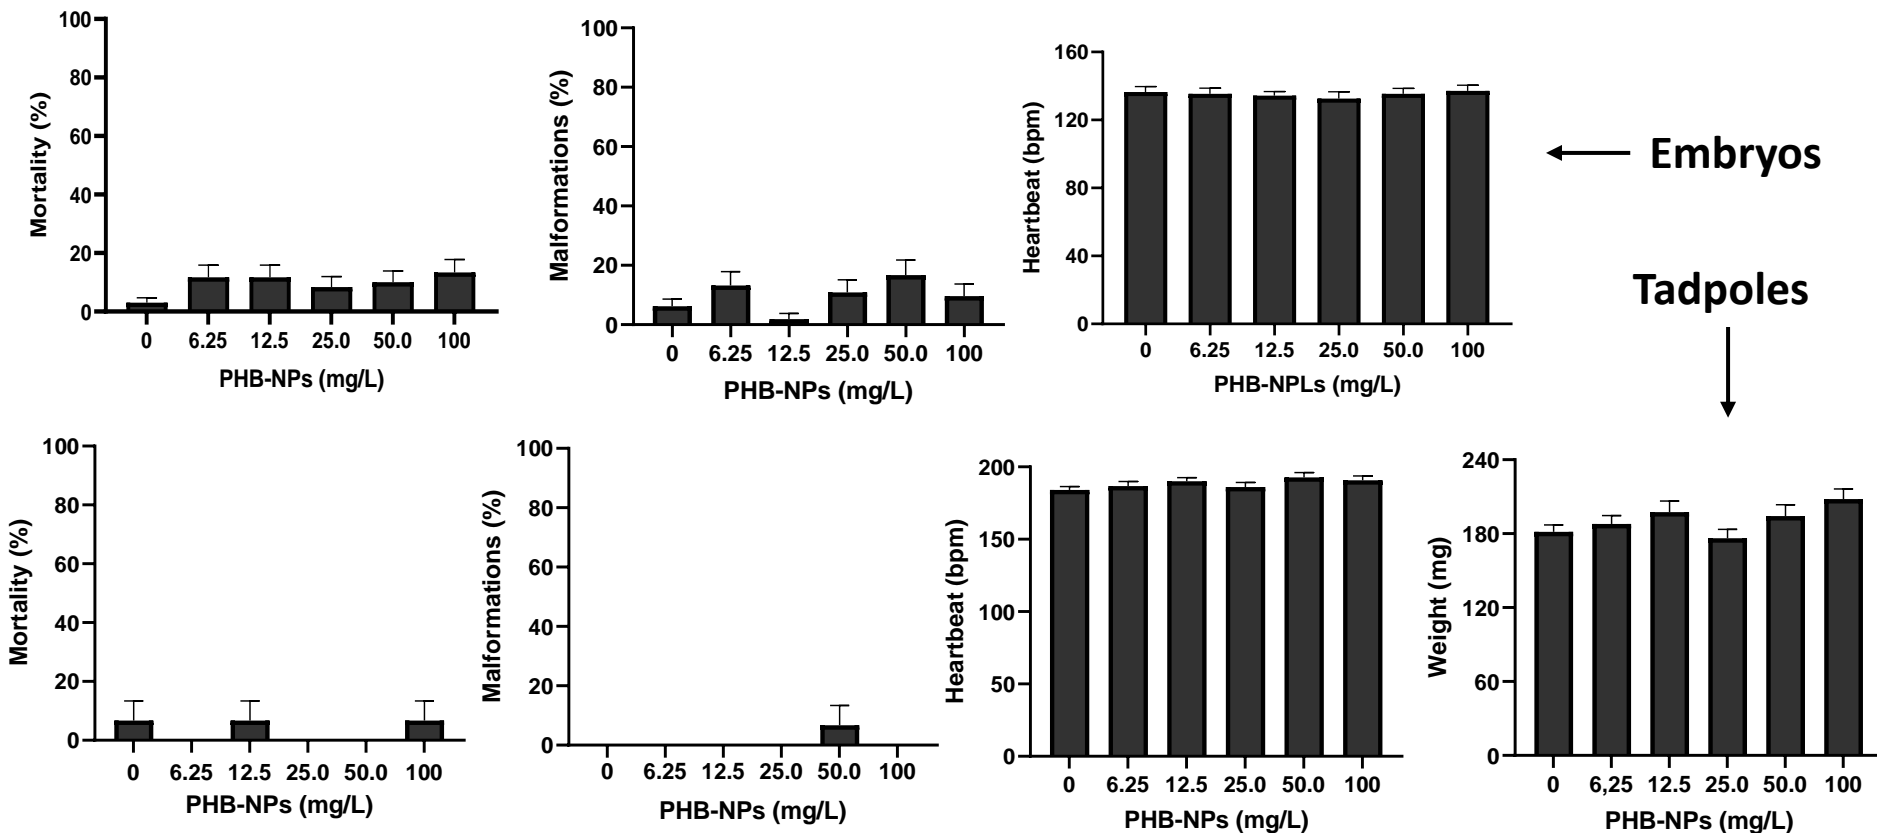 Mortality (%)
100
80
60
40
20
0
0 6.25 12.5 25.0 50.0 100
PHB-NPs (mg/L)
Malformations (%)
100
80
60
40
20
0
0 6.25 12.5 25.0 50.0 100
PHB-NPs (mg/L)
Heartbeat (bpm)
160
120
80
40
0
0 6.25 12.5 25.0 50.0 100
PHB-NPLs (mg/L)
Embryos
Tadpoles
Mortality (%)
100
80
60
40
20
0
0 6.25 12.5 25.0 50.0 100
PHB-NPs (mg/L)
Malformations (%)
100
80
60
40
20
0
0 6.25 12.5 25.0 50.0 100
PHB-NPs (mg/L)
Heartbeat (bpm)
200
150
100
50
0
0 6.25 12.5 25.0 50.0 100
PHB-NPs (mg/L)
Weight (mg)
240
180
120
60
0
0 6,25 12.5 25.0 50.0 100
PHB-NPs (mg/L)